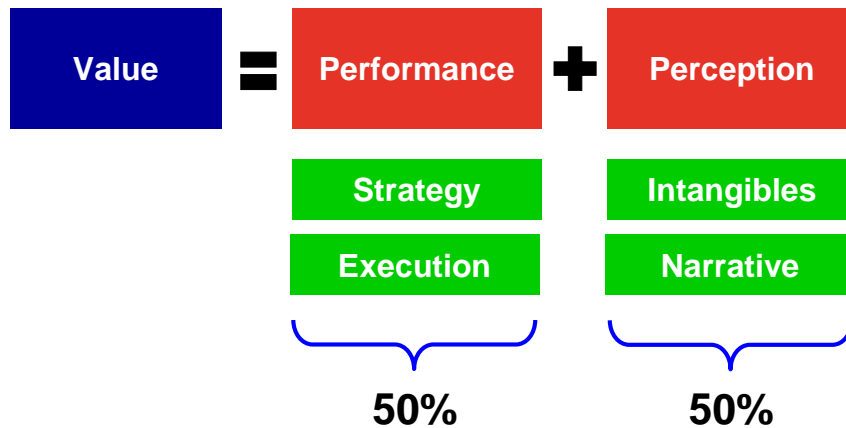 Value = Performance + Perception
Strategy Intangibles
Execution Narrative
50% 50%